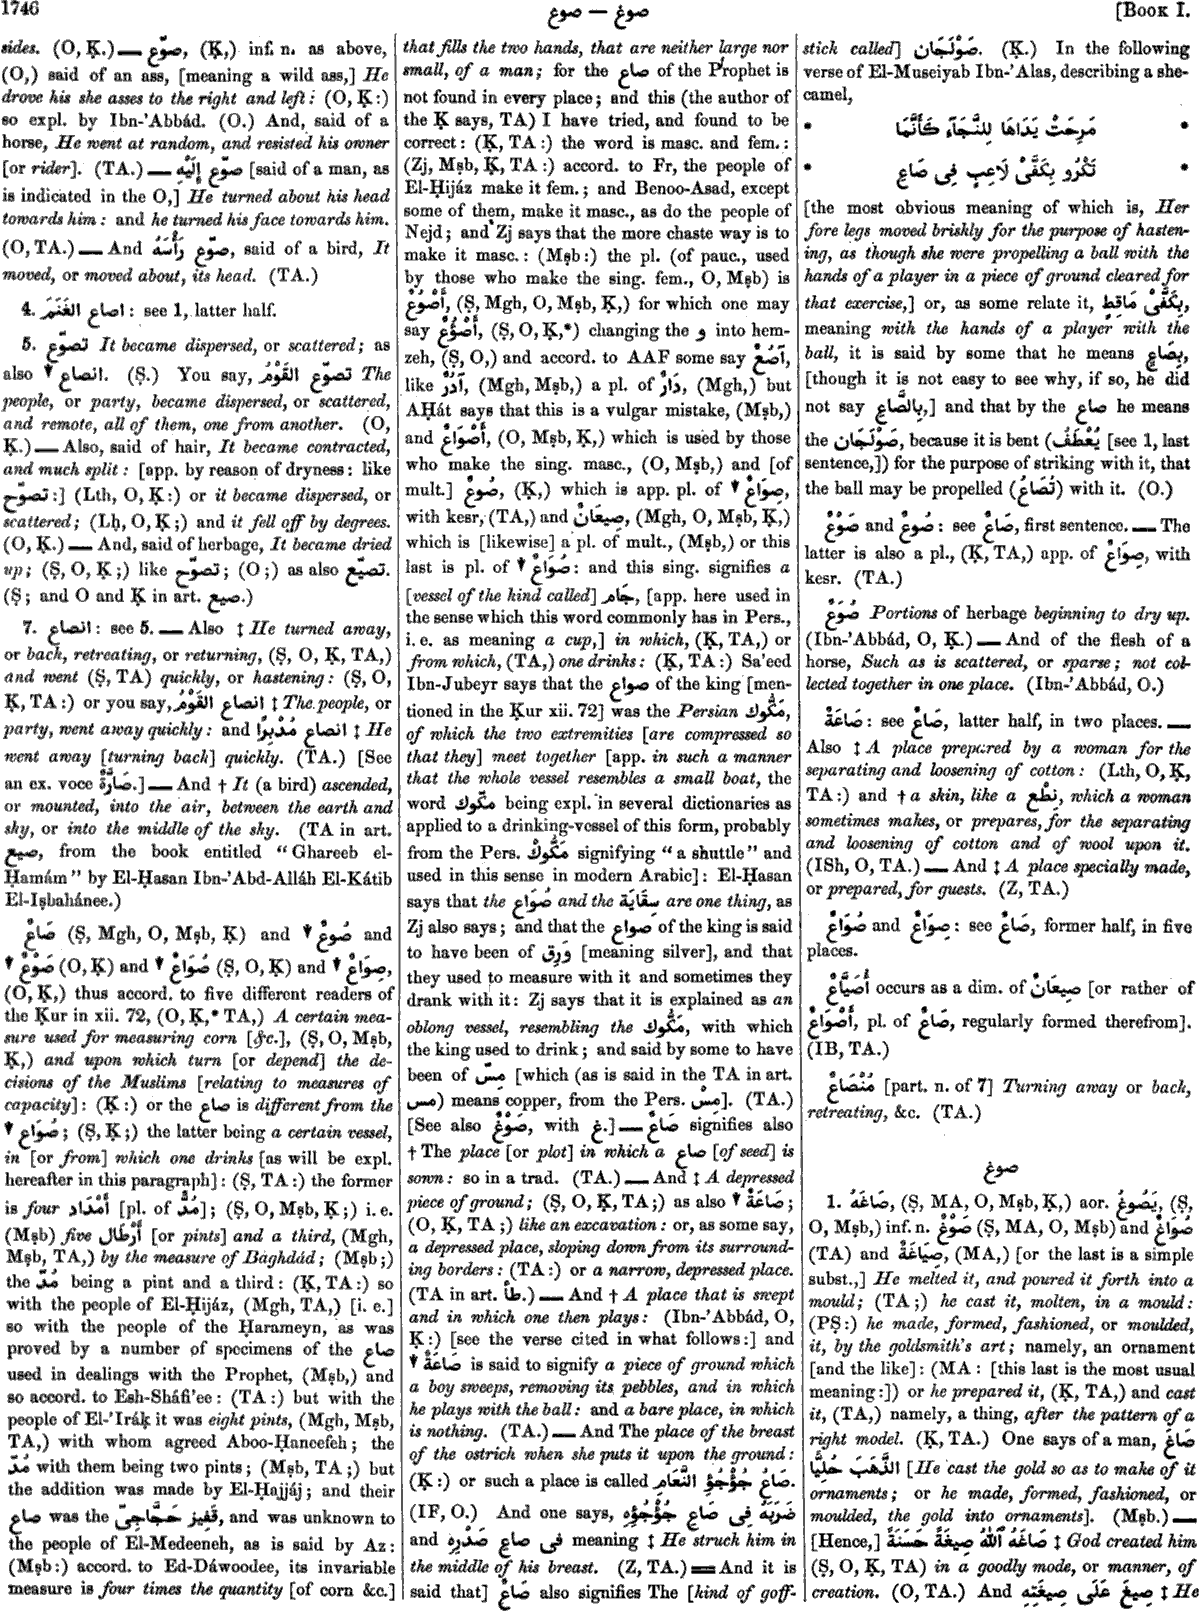 1746
صوع — صوغ
[BOOK I.
sides. (O, Ḳ.) — صوّع, (Ḳ,) inf. n. as above,
(O,) said of an ass, [meaning a wild ass,] He
drove his she asses to the right and left: (O, Ḳ:)
so expl. by Ibn-'Abbád. (O.) And, said of a
horse, He went at random, and resisted his owner
[or rider]. (TA.) — صوّع إِلَيْهِ [said of a man, as
is indicated in the O,] He turned about his head
towards him: and he turned his face towards him.
(O, TA.) — And صوّع رَأْسَهُ, said of a bird, It
moved, or moved about, its head. (TA.)
4. اصاع الغَنَمَ: see 1, latter half.
5. تصوّع It became dispersed, or scattered; as
also ▼ انصاع. (Ṣ.) You say, تصوّع القَوْمُ The
people, or party, became dispersed, or scattered,
and remote, all of them, one from another. (O,
Ḳ.) — Also, said of hair, It became contracted,
and much split: [app. by reason of dryness: like
تصوّح:] (Lth, O, Ḳ:) or it became dispersed, or
scattered; (Lḥ, O, Ḳ;) and it fell off by degrees.
(O, Ḳ.) — And, said of herbage, It became dried
up; (Ṣ, O, Ḳ;) like تصوّح; (O;) as also تصيّع.
(Ṣ; and O and Ḳ in art. صيع.)
7. انصاع: see 5. — Also ‡ He turned away,
or back, retreating, or returning, (Ṣ, O, Ḳ, TA,)
and went (Ṣ, TA) quickly, or hastening: (Ṣ, O,
Ḳ, TA:) or you say, انصاع القَوْمُ ‡ The people, or
party, went away quickly: and انصاع مُدْبِرًا ‡ He
went away [turning back] quickly. (TA.) [See
an ex. voce صَارَّةٌ.] — And † It (a bird) ascended,
or mounted, into the air, between the earth and
sky, or into the middle of the sky. (TA in art.
صيع, from the book entitled "Ghareeb el-
Ḥamám" by El-Ḥasan Ibn-'Abd-Alláh El-Kátib
El-Iṣbahánee.)
صَاعٌ (Ṣ, Mgh, O, Mṣb, Ḳ) and ▼ صُوعٌ and
▼ صَوْعٌ (O, Ḳ) and ▼ صُوَاعٌ (Ṣ, O, Ḳ) and ▼ صِوَاعٌ,
(O, Ḳ,) thus accord. to five different readers of
the Ḳur in xii. 72, (O, Ḳ,* TA,) A certain mea-
sure used for measuring corn [&c.], (Ṣ, O, Mṣb,
Ḳ,) and upon which turn [or depend] the de-
cisions of the Muslims [relating to measures of
capacity]: (Ḳ:) or the صاع is different from the
▼ صُوَاع; (Ṣ, Ḳ;) the latter being a certain vessel,
in [or from] which one drinks [as will be expl.
hereafter in this paragraph]: (Ṣ, TA:) the former
is four أَمْدَاد [pl. of مُدٌّ]; (Ṣ, O, Mṣb, Ḳ;) i. e.
(Mṣb) five أَرْطَال [or pints] and a third, (Mgh,
Mṣb, TA,) by the measure of Baghdád; (Mṣb;)
the مُدّ being a pint and a third: (Ḳ, TA:) so
with the people of El-Ḥijáz, (Mgh, TA,) [i. e.]
so with the people of the Ḥarameyn, as was
proved by a number of specimens of the صاع
used in dealings with the Prophet, (Mṣb,) and
so accord. to Esh-Sháfi'ee: (TA:) but with the
people of El-'Iráḳ it was eight pints, (Mgh, Mṣb,
TA,) with whom agreed Aboo-Ḥaneefeh; the
مُدّ with them being two pints; (Mṣb, TA;) but
the addition was made by El-Ḥajjáj; and their
صاع was the قَفِيز حَجَّاجِىّ, and was unknown to
the people of El-Medeeneh, as is said by Az:
(Mṣb:) accord. to Ed-Dáwoodee, its invariable
measure is four times the quantity [of corn &c.]
that fills the two hands, that are neither large nor
small, of a man; for the صاع of the Prophet is
not found in every place; and this (the author of
the Ḳ says, TA) I have tried, and found to be
correct: (Ḳ, TA:) the word is masc. and fem.:
(Zj, Mṣb, Ḳ, TA:) accord. to Fr, the people of
El-Ḥijáz make it fem.; and Benoo-Asad, except
some of them, make it masc., as do the people of
Nejd; and Zj says that the more chaste way is to
make it masc.: (Mṣb:) the pl. (of pauc., used
by those who make the sing. fem., O, Mṣb) is
أَصْوُعٌ, (Ṣ, Mgh, O, Mṣb, Ḳ,) for which one may
say أَصْؤُعٌ, (Ṣ, O, Ḳ,*) changing the و into hem-
zeh, (Ṣ, O,) and accord. to AAF some say آصُعٌ,
like آدُرٌ, (Mgh, Mṣb,) a pl. of دَارٌ, (Mgh,) but
AḤát says that this is a vulgar mistake, (Mṣb,)
and أَصْوَاعٌ, (O, Mṣb, Ḳ,) which is used by those
who make the sing. masc., (O, Mṣb,) and [of
mult.] صُوعٌ, (Ḳ,) which is app. pl. of ▼ صِوَاعٌ,
with kesr, (TA,) and صِيعَانٌ, (Mgh, O, Mṣb, Ḳ,)
which is [likewise] a pl. of mult., (Mṣb,) or this
last is pl. of ▼ صُوَاعٌ: and this sing. signifies a
[vessel of the kind called] جَام, [app. here used in
the sense which this word commonly has in Pers.,
i. e. as meaning a cup,] in which, (Ḳ, TA,) or
from which, (TA,) one drinks: (Ḳ, TA:) Sa'eed
Ibn-Jubeyr says that the صواع of the king [men-
tioned in the Ḳur xii. 72] was the Persian مَكُّوك,
of which the two extremities [are compressed so
that they] meet together [app. in such a manner
that the whole vessel resembles a small boat, the
word مكّوك being expl. in several dictionaries as
applied to a drinking-vessel of this form, probably
from the Pers. مَكُّوكْ signifying "a shuttle" and
used in this sense in modern Arabic]: El-Ḥasan
says that the صُوَاع and the سِقَايَة are one thing, as
Zj also says; and that the صواع of the king is said
to have been of وَرِق [meaning silver], and that
they used to measure with it and sometimes they
drank with it: Zj says that it is explained as an
oblong vessel, resembling the مَكُّوك, with which
the king used to drink; and said by some to have
been of مِسّ [which (as is said in the TA in art.
مس) means copper, from the Pers. مِسْ]. (TA.)
[See also صَوْغٌ, with غ.] — صَاعٌ signifies also
† The place [or plot] in which a صاع [of seed] is
sown: so in a trad. (TA.) — And ‡ A depressed
piece of ground; (Ṣ, O, Ḳ, TA;) as also ▼ صَاعَةٌ;
(O, Ḳ, TA;) like an excavation: or, as some say,
a depressed place, sloping down from its surround-
ing borders: (TA:) or a narrow, depressed place.
(TA in art. طأ.) — And † A place that is swept
and in which one then plays: (Ibn-'Abbád, O,
Ḳ:) [see the verse cited in what follows:] and
▼ صَاعَةٌ is said to signify a piece of ground which
a boy sweeps, removing its pebbles, and in which
he plays with the ball: and a bare place, in which
is nothing. (TA.) — And The place of the breast
of the ostrich when she puts it upon the ground:
(Ḳ:) or such a place is called صَاعُ جُؤْجُؤِ النَّعَامِ.
(IF, O.) And one says, ضَرَبَهُ فِى صَاعِ جُؤْجُؤِهِ
and فى صاع صَدْرِهِ meaning ‡ He struck him in
the middle of his breast. (Z, TA.) = And it is
said that] صَاعٌ also signifies The [kind of goff-
stick called] صَوْلَجَان. (Ḳ.) In the following
verse of El-Museiyab Ibn-'Alas, describing a she-
camel,
* مَرِحَتْ يَدَاهَا لِلنَّجَآءِ كَأَنَّمَا *
* تَكْرُو بِكَفَّىْ لَاعِبٍ فِى صَاعِ *
[the most obvious meaning of which is, Her
fore legs moved briskly for the purpose of hasten-
ing, as though she were propelling a ball with the
hands of a player in a piece of ground cleared for
that exercise,] or, as some relate it, بِكَفَّىْ مَاقِطٍ,
meaning with the hands of a player with the
ball, it is said by some that he means بِصَاعٍ,
[though it is not easy to see why, if so, he did
not say بِالصَّاعِ,] and that by the صاع he means
the صَوْلَجَان, because it is bent (يُعْطَفُ [see 1, last
sentence,]) for the purpose of striking with it, that
the ball may be propelled (تُصَاعُ) with it. (O.)
صَوْعٌ and صُوعٌ: see صَاعٌ, first sentence. — The
latter is also a pl., (Ḳ, TA,) app. of صِوَاعٌ, with
kesr. (TA.)
صُوَعٌ Portions of herbage beginning to dry up.
(Ibn-'Abbád, O, Ḳ.) — And of the flesh of a
horse, Such as is scattered, or sparse; not col-
lected together in one place. (Ibn-'Abbád, O.)
صَاعَةٌ: see صَاعٌ, latter half, in two places. —
Also ‡ A place prepared by a woman for the
separating and loosening of cotton: (Lth, O, Ḳ,
TA:) and † a skin, like a نِطْع, which a woman
sometimes makes, or prepares, for the separating
and loosening of cotton and of wool upon it.
(ISh, O, TA.) — And ‡ A place specially made,
or prepared, for guests. (Z, TA.)
صُوَاعٌ and صِوَاعٌ: see صَاعٌ, former half, in five
places.
أُصَيَّاعٌ occurs as a dim. of صِيعَان [or rather of
أَصْوَاعٌ, pl. of صَاعٌ, regularly formed therefrom].
(IB, TA.)
مُنْصَاعٌ [part. n. of 7] Turning away or back,
retreating, &c. (TA.)
صوغ
1. صَاغَهُ, (Ṣ, MA, O, Mṣb, Ḳ,) aor. يَصُوغُ, (Ṣ,
O, Mṣb,) inf. n. صَوْغٌ (Ṣ, MA, O, Mṣb) and صُوَاغٌ
(TA) and صِيَاغَةٌ, (MA,) [or the last is a simple
subst.,] He melted it, and poured it forth into a
mould; (TA;) he cast it, molten, in a mould:
(PṢ:) he made, formed, fashioned, or moulded,
it, by the goldsmith's art; namely, an ornament
[and the like]: (MA: [this last is the most usual
meaning:]) or he prepared it, (Ḳ, TA,) and cast
it, (TA,) namely, a thing, after the pattern of a
right model. (Ḳ, TA.) One says of a man, صَاغَ
الذَّهَبَ حُلِيًّا [He cast the gold so as to make of it
ornaments; or he made, formed, fashioned, or
moulded, the gold into ornaments]. (Mṣb.) —
[Hence,] صَاغَهُ ٱللّٰهُ صِيغَةً حَسَنَةً ‡ God created him
(Ṣ, O, Ḳ, TA) in a goodly mode, or manner, of
creation. (O, TA.) And صِيغَ عَلَى صِيغَتِهِ ‡ He